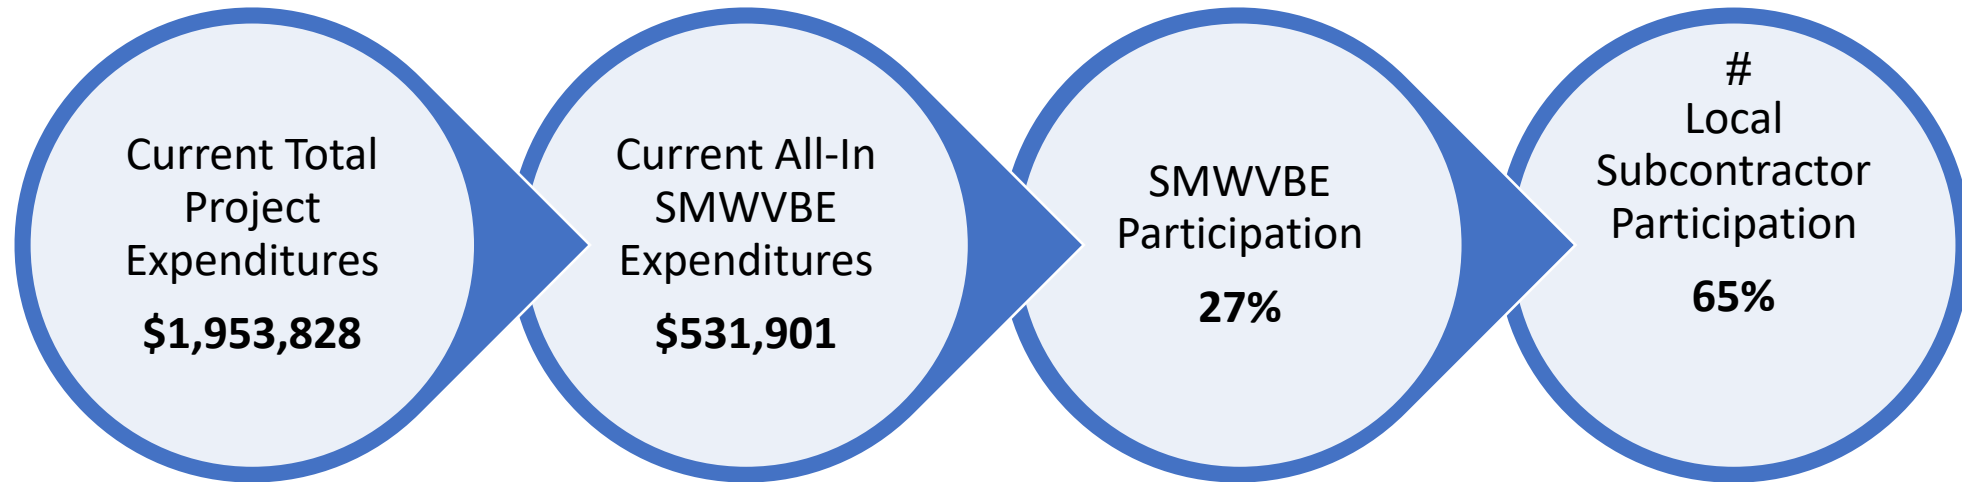 Current Total
Project
Expenditures
$1,953,828
Current All-In
SMWVBE
Expenditures
$531,901
SMWVBE
Participation
27%
#
Local
Subcontractor
Participation
65%